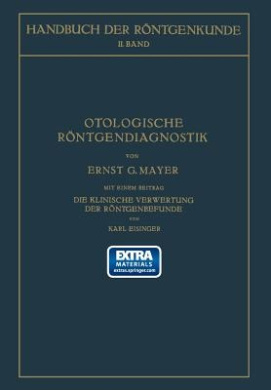 HANDBUCH DER RÖNTGENKUNDE
II. BAND
OTOLOGISCHE
RÖNTGENDIAGNOSTIK
VON
ERNST G. MAYER
MIT EINEM BEITRAG
DIE KLINISCHE VERWERTUNG
DER RÖNTGENBEFUNDE
VON
KARL EISINGER
EXTRA
MATERIALS
extras.springer.com